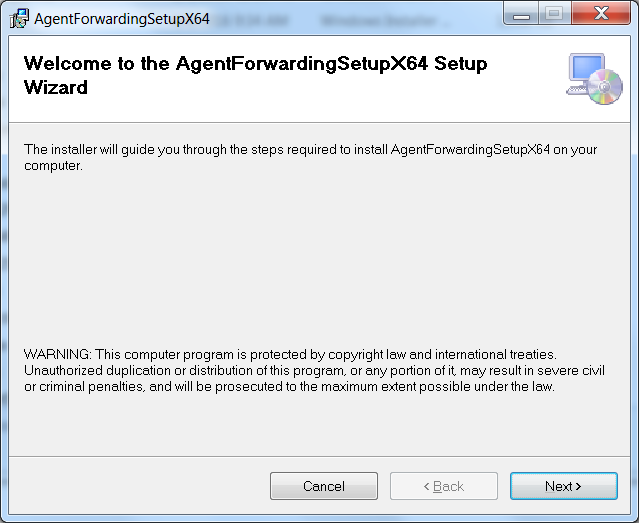 AgentForwardingSetupX64
Windows Installer ...
Welcome to the AgentForwardingSetupX64 Setup
Wizard
The installer will guide you through the steps required to install AgentForwardingSetupX64 on your
computer.
WARNING: This computer program is protected by copyright law and international treaties.
Unauthorized duplication or distribution of this program, or any portion of it, may result in severe civil
or criminal penalties, and will be prosecuted to the maximum extent possible under the law.
Cancel
< Back
Next >